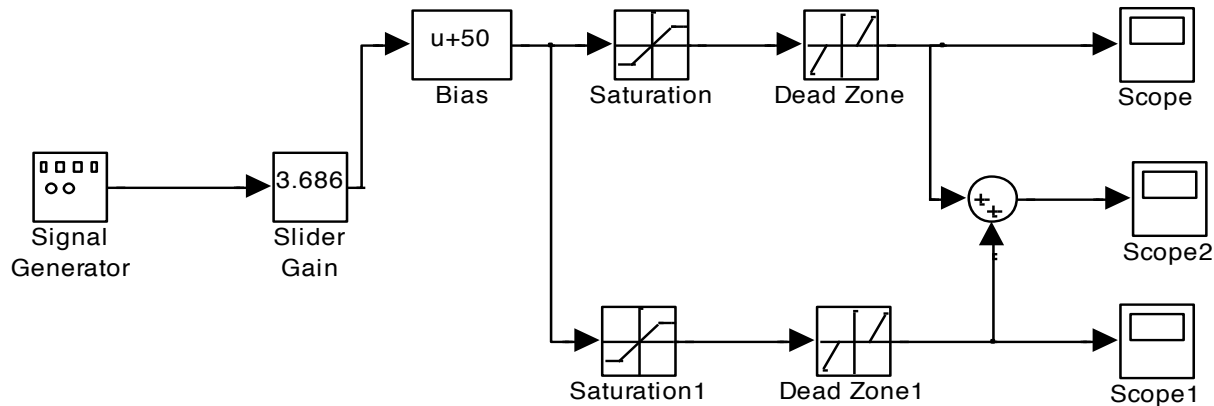 u+50
Bias
Saturation
Dead Zone
Scope
3.686
Signal
Generator
Slider
Gain
Scope2
Saturation1
Dead Zone1
Scope1